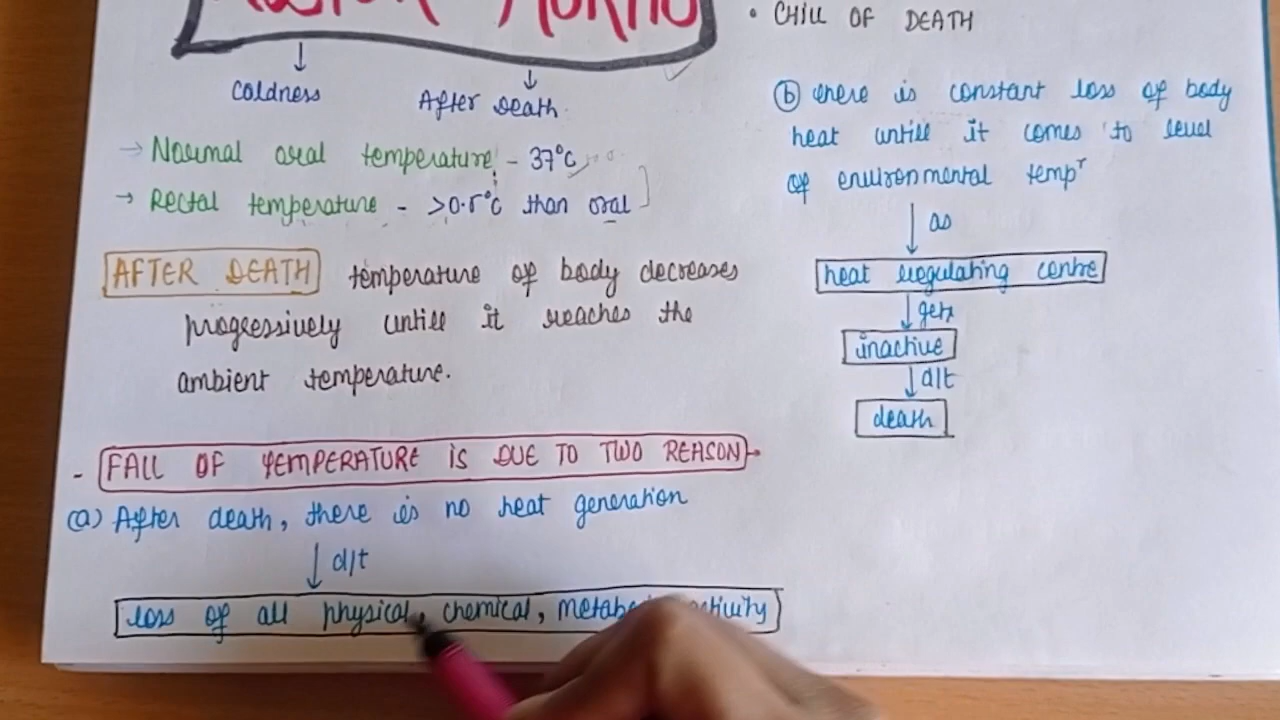 MORTIS
Coldness
After Death.
→ Normal oral temperature - 37°C
→ Rectal temperature - >0.5°C than oral
AFTER DEATH temperature of body decreases
progressively untill it reaches the
ambient temperature.
- FALL OF TEMPERATURE IS DUE TO TWO REASON
(a) After death, there is no heat generation
↓ d/t
loss of all physical, chemical,
• CHILL OF DEATH
(b) there is constant loss of body
heat untill it comes to level
of environmental tempr
↓ as
heat regulating centre
↓ gets
inactive
↓ d/t
death